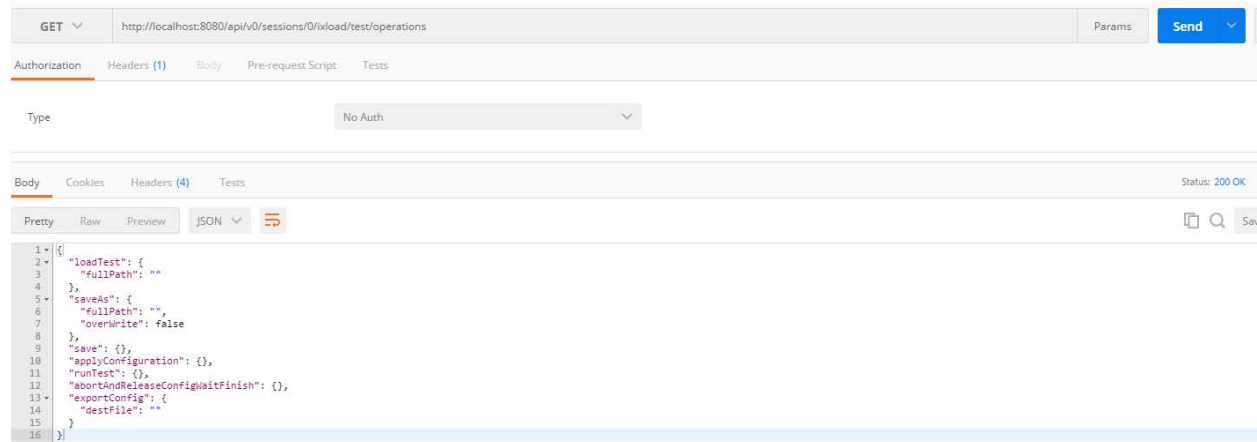 GET http://localhost:8080/api/v0/sessions/0/ixload/test/operations Params Send
Authorization Headers (1) Body Pre-request Script Tests
Type No Auth
Body Cookies Headers (4) Tests Status: 200 OK
Pretty Raw Preview JSON Sav
1 {
2 "loadTest": {
3 "fullPath": ""
4 },
5 "saveAs": {
6 "fullPath": "",
7 "overWrite": false
8 },
9 "save": {},
10 "applyConfiguration": {},
11 "runTest": {},
12 "abortAndReleaseConfigWaitFinish": {},
13 "exportConfig": {
14 "destFile": ""
15 }
16 }